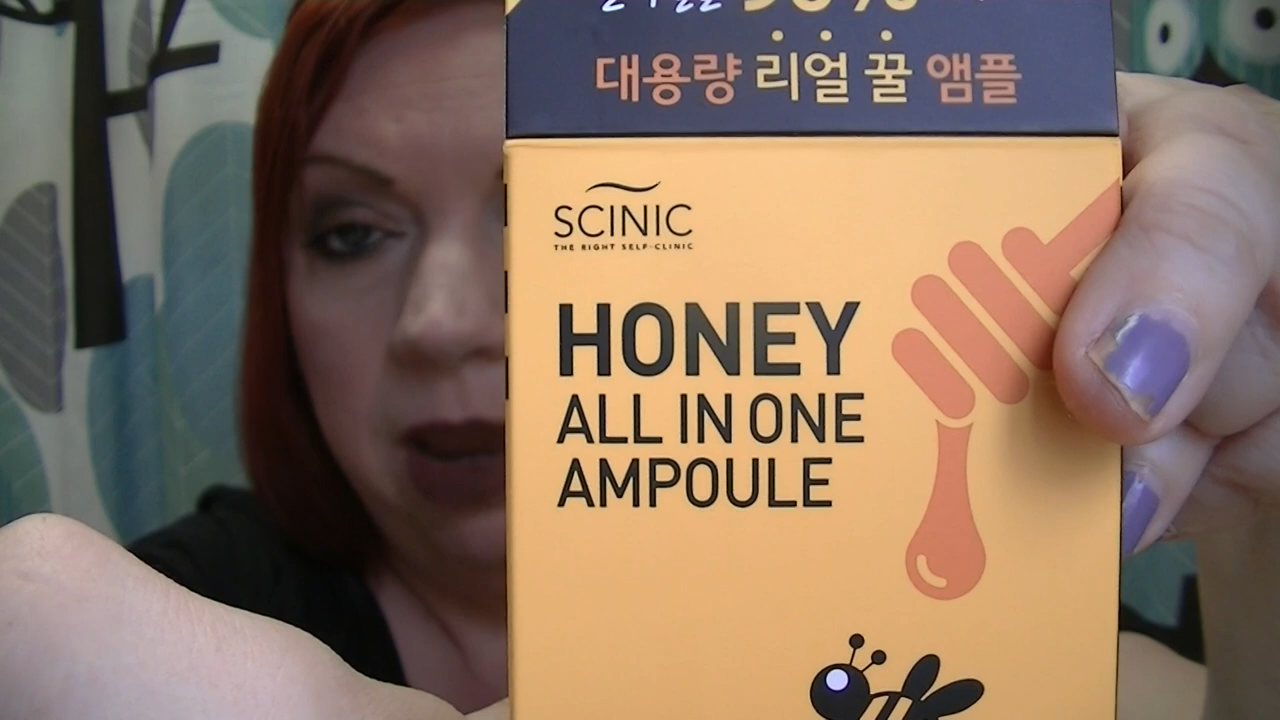 대용량 리얼 꿀 앰플
SCINIC
THE RIGHT SELF-CLINIC
HONEY
ALL IN ONE
AMPOULE